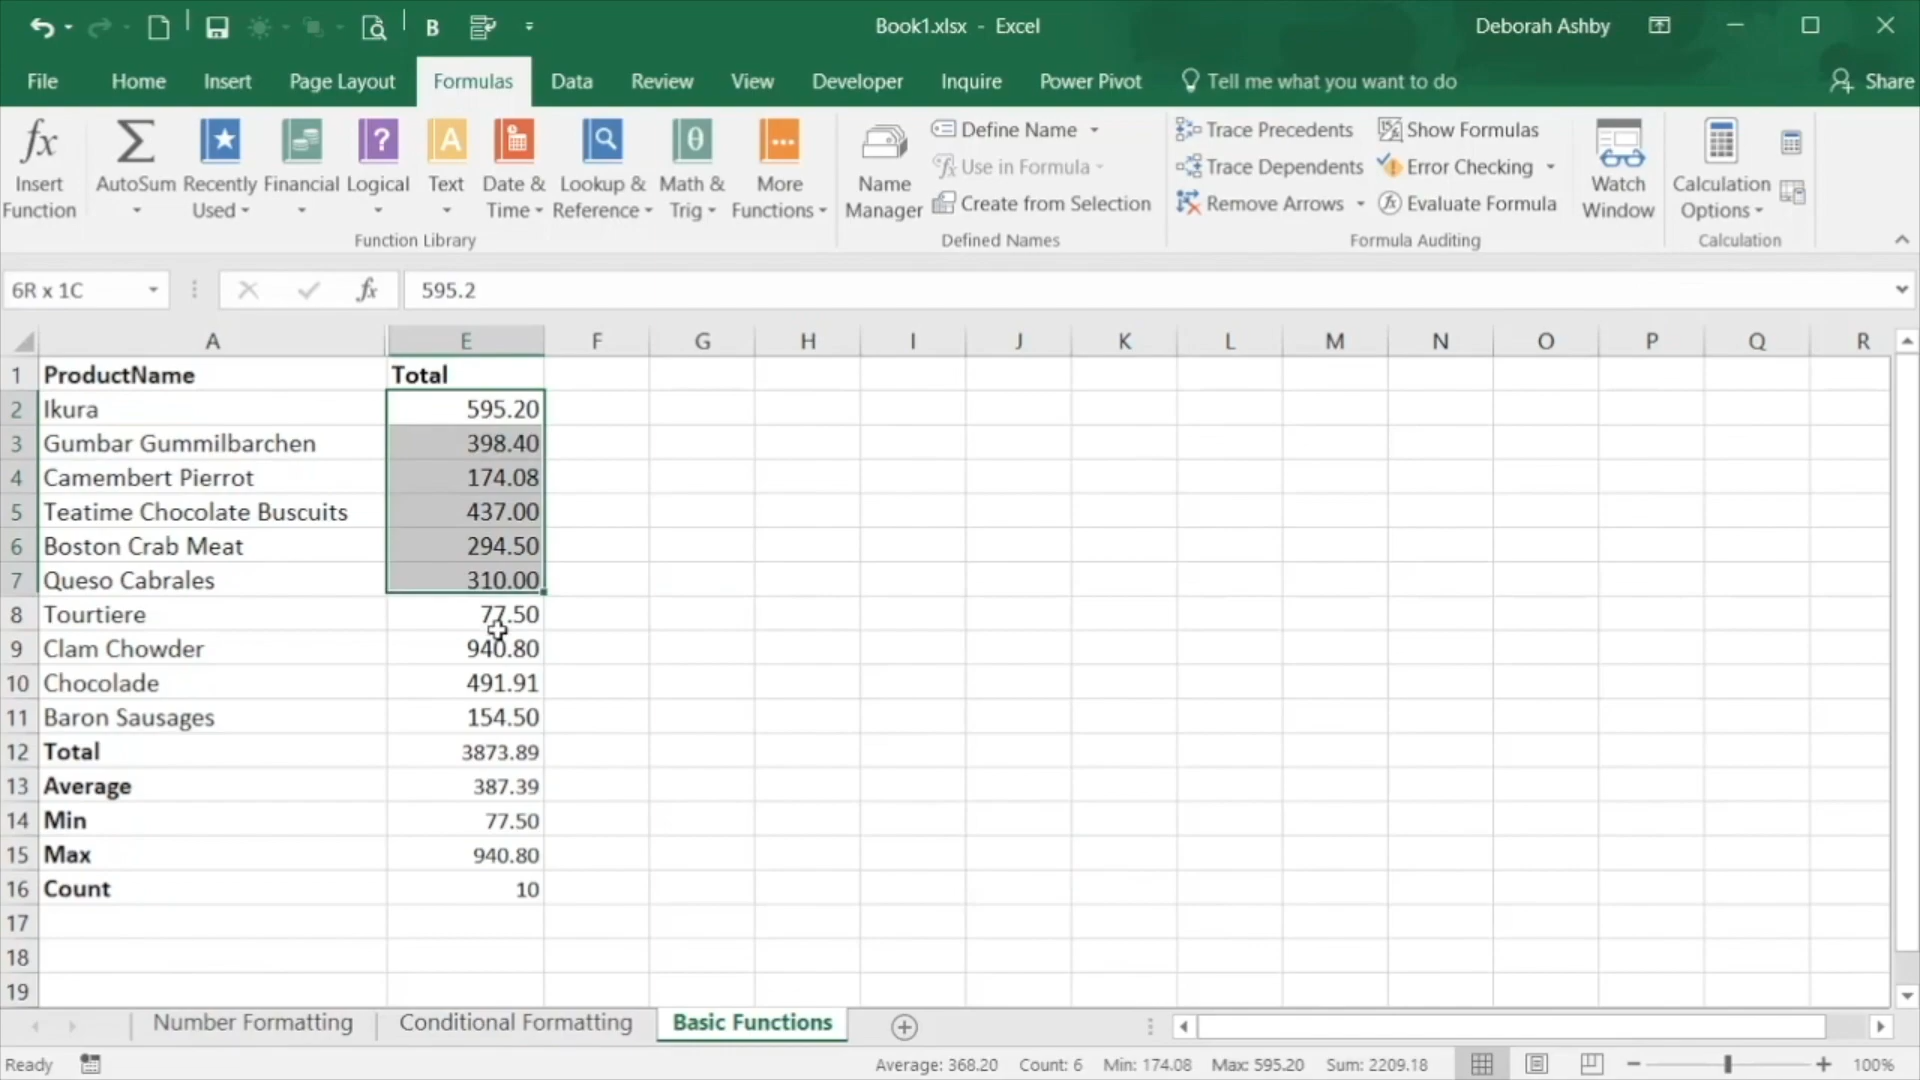 B
Book1.xlsx - Excel
Deborah Ashby
File Home Insert Page Layout Formulas Data Review View Developer Inquire Power Pivot Tell me what you want to do Share
fx
Insert
Function
AutoSum
Recently
Used
Financial
Logical
Text
Date &
Time
Lookup &
Reference
Math &
Trig
More
Functions
Function Library
Name
Manager
Define Name
Use in Formula
Create from Selection
Defined Names
Trace Precedents
Trace Dependents
Remove Arrows
Show Formulas
Error Checking
Evaluate Formula
Formula Auditing
Watch
Window
Calculation
Options
Calculation
6R x 1C fx 595.2
A E F G H I J K L M N O P Q R
1 ProductName Total
2 Ikura 595.20
3 Gumbar Gummilbarchen 398.40
4 Camembert Pierrot 174.08
5 Teatime Chocolate Buscuits 437.00
6 Boston Crab Meat 294.50
7 Queso Cabrales 310.00
8 Tourtiere 77.50
9 Clam Chowder 940.80
10 Chocolade 491.91
11 Baron Sausages 154.50
12 Total 3873.89
13 Average 387.39
14 Min 77.50
15 Max 940.80
16 Count 10
17
18
19
Number Formatting Conditional Formatting Basic Functions
Ready Average: 368.20 Count: 6 Min: 174.08 Max: 595.20 Sum: 2209.18 100%